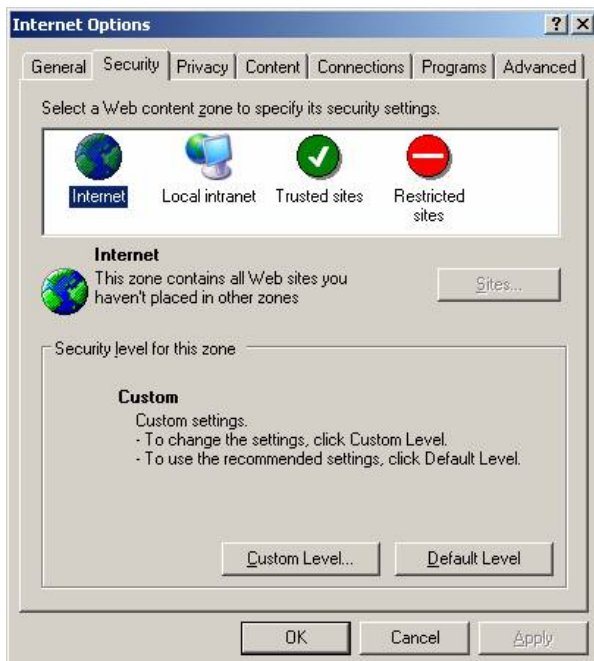 Internet Options
General Security Privacy Content Connections Programs Advanced
Select a Web content zone to specify its security settings.
Internet Local intranet Trusted sites Restricted
sites
Internet
This zone contains all Web sites you
haven't placed in other zones
Sites...
Security level for this zone
Custom
Custom settings.
- To change the settings, click Custom Level.
- To use the recommended settings, click Default Level.
Custom Level... Default Level
OK Cancel Apply